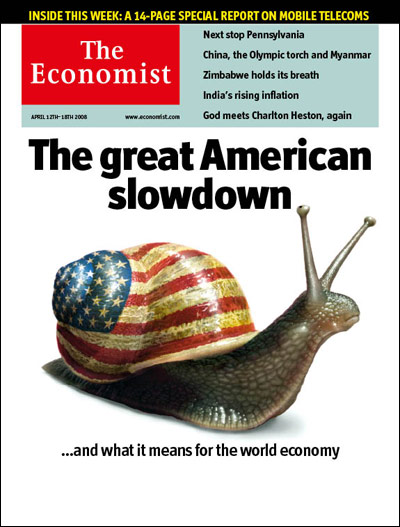 INSIDE THIS WEEK: A 14-PAGE SPECIAL REPORT ON MOBILE TELECOMS
The
Economist
APRIL 12TH–18TH 2008
www.economist.com
Next stop Pennsylvania
China, the Olympic torch and Myanmar
Zimbabwe holds its breath
India's rising inflation
God meets Charlton Heston, again
The great American
slowdown
...and what it means for the world economy